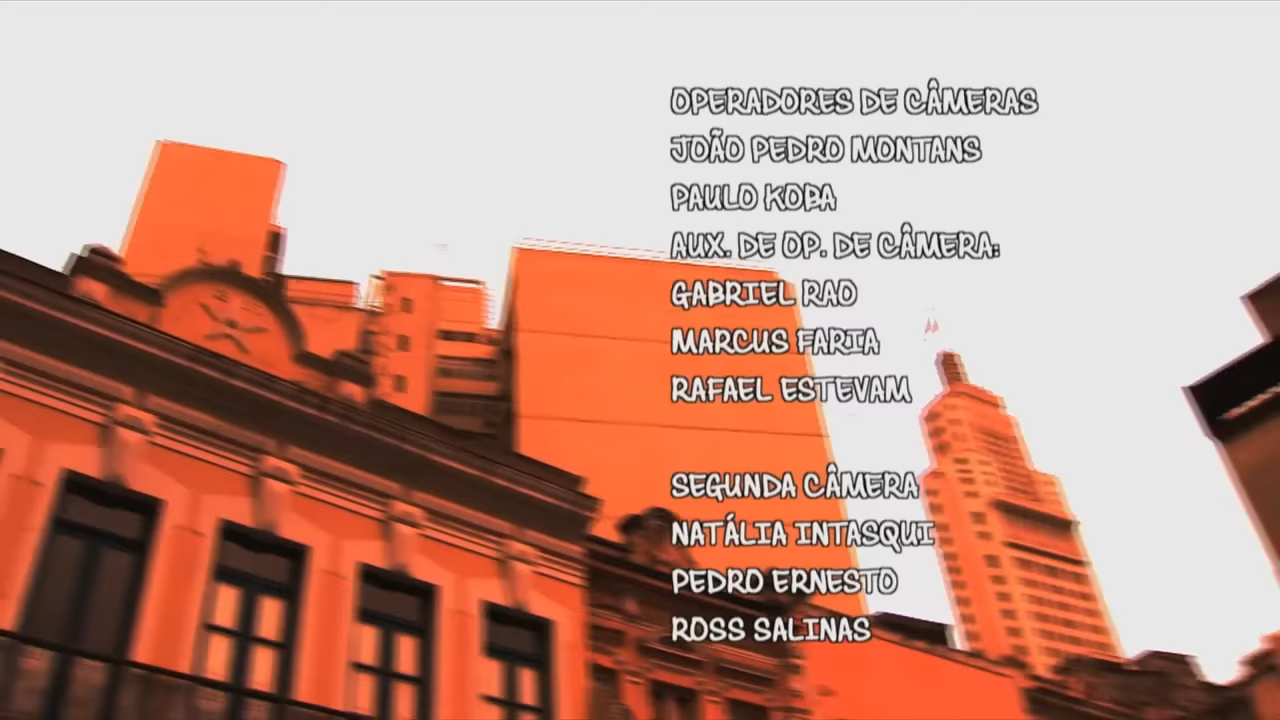 OPERADORES DE CÂMERAS
JOÃO PEDRO MONTANS
PAULO KOBA
AUX. DE OP. DE CÂMERA:
GABRIEL RAO
MARCUS FARIA
RAFAEL ESTEVAM
SEGUNDA CÂMERA
NATÁLIA INTASQUI
PEDRO ERNESTO
ROSS SALINAS